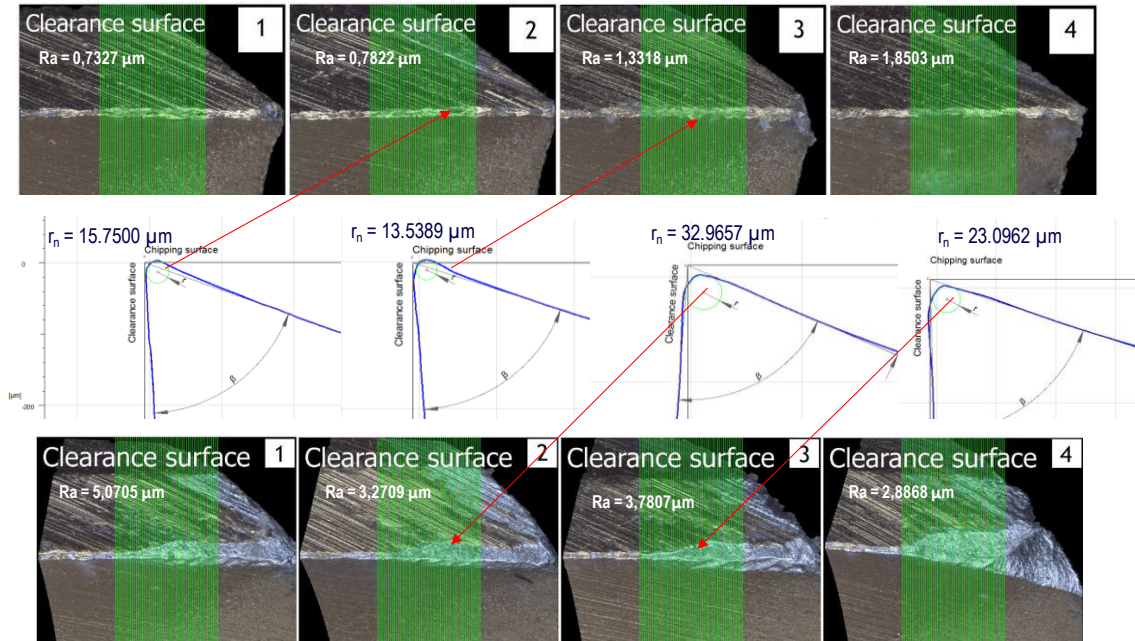 Clearance surface 1
Ra = 0,7327 µm
Clearance surface 2
Ra = 0,7822 µm
Clearance surface 3
Ra = 1,3318 µm
Clearance surface 4
Ra = 1,8503 µm
rn = 15.7500 µm
Chipping surface
Clearance surface
0
[µm]
-200
r
β
rn = 13.5389 µm
Chipping surface
Clearance surface
r
β
rn = 32.9657 µm
Chipping surface
Clearance surface
r
β
rn = 23.0962 µm
Chipping surface
Clearance surface
r
β
Clearance surface 1
Ra = 5,0705 µm
Clearance surface 2
Ra = 3,2709 µm
Clearance surface 3
Ra = 3,7807µm
Clearance surface 4
Ra = 2,8868 µm